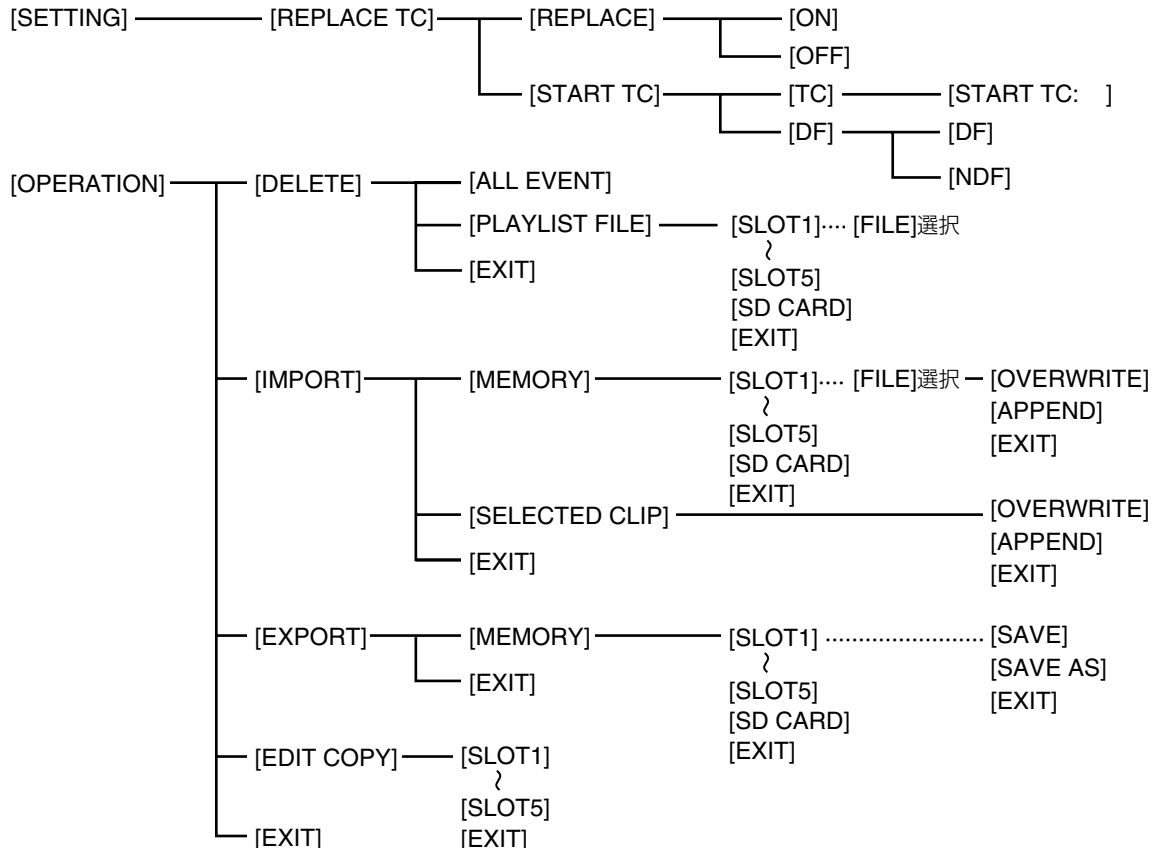 [SETTING] [REPLACE TC] [REPLACE] [ON]
[OFF]
[START TC] [TC] [START TC: ]
[DF] [DF]
[NDF]
[OPERATION] [DELETE] [ALL EVENT]
[PLAYLIST FILE] [SLOT1]···· [FILE]選択
~
[EXIT]
[SLOT5]
[SD CARD]
[EXIT]
[IMPORT] [MEMORY] [SLOT1]···· [FILE]選択 [OVERWRITE]
~
[APPEND]
[SLOT5]
[EXIT]
[SD CARD]
[EXIT]
[SELECTED CLIP] [OVERWRITE]
[APPEND]
[EXIT]
[EXIT]
[EXPORT] [MEMORY] [SLOT1] ························ [SAVE]
~
[SAVE AS]
[EXIT]
[SLOT5]
[EXIT]
[SD CARD]
[EXIT]
[EDIT COPY] [SLOT1]
~
[SLOT5]
[EXIT] [EXIT]